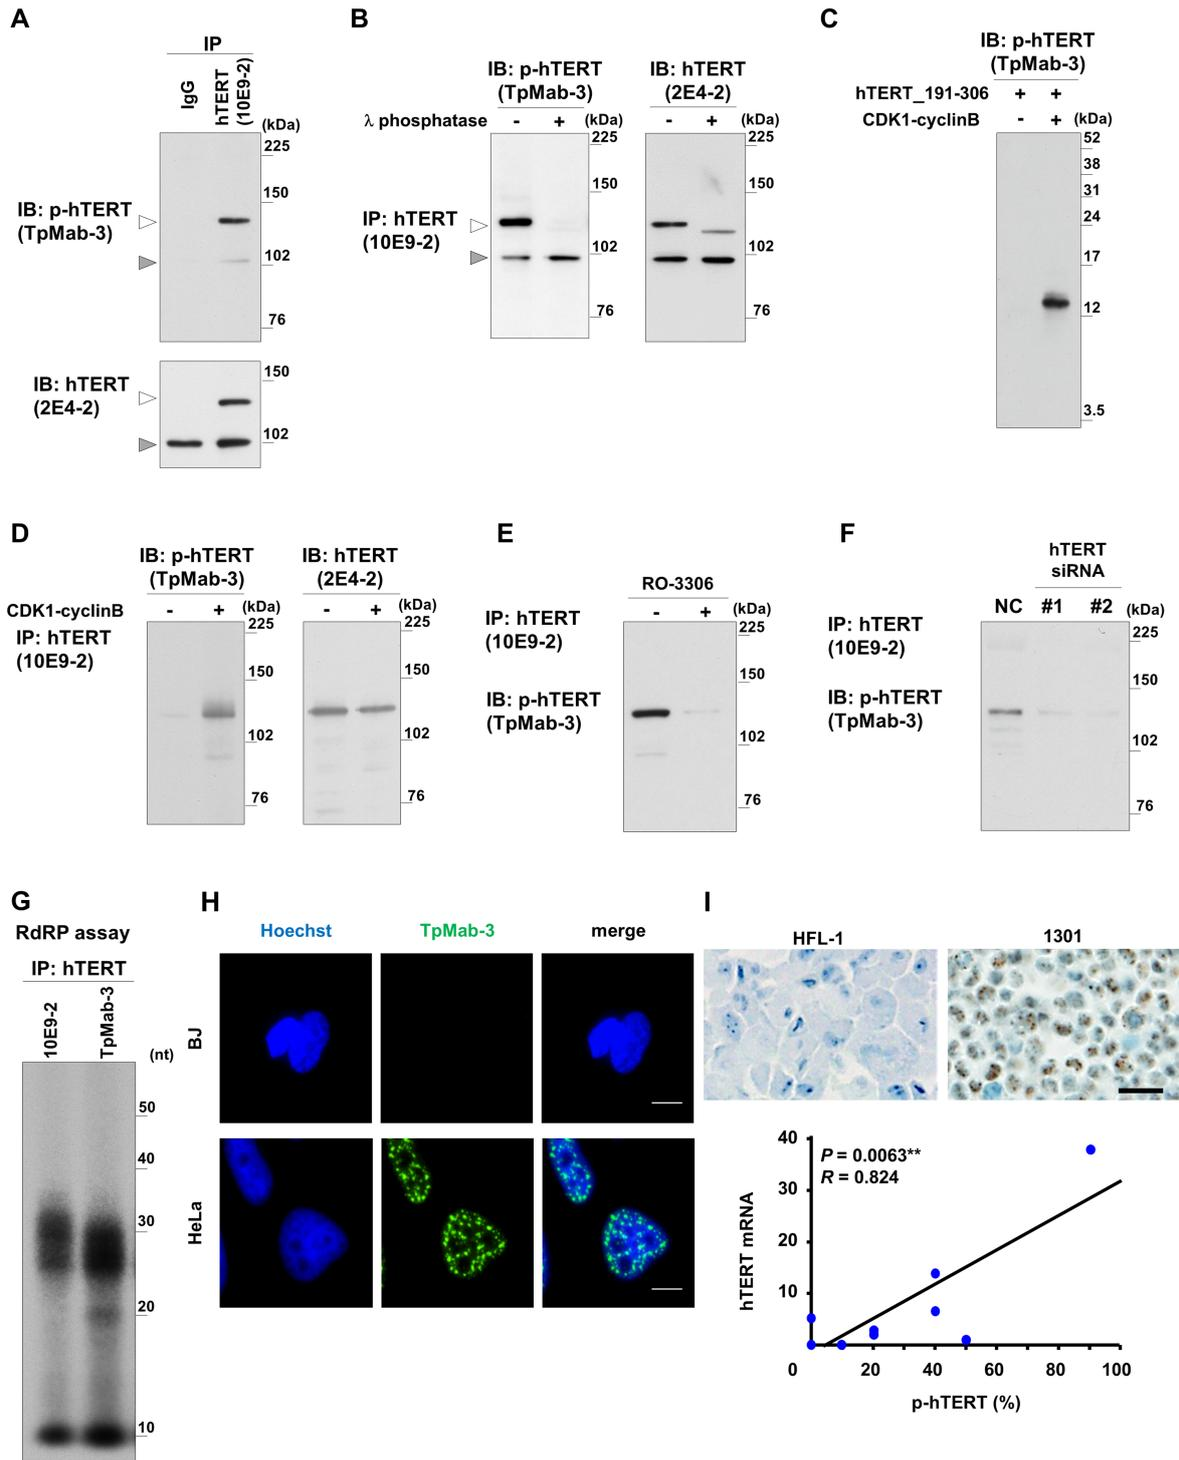 A
IP
IgG
hTERT
(10E9-2)
(kDa)
225
150
102
76
IB: p-hTERT
(TpMab-3)
IB: hTERT
(2E4-2)
150
102
B
IB: p-hTERT
(TpMab-3)
IB: hTERT
(2E4-2)
λ phosphatase - + (kDa) - + (kDa)
225
150
102
76
225
150
102
76
IP: hTERT
(10E9-2)
C
IB: p-hTERT
(TpMab-3)
hTERT_191-306 + +
CDK1-cyclinB - + (kDa)
52
38
31
24
17
12
3.5
D
IB: p-hTERT
(TpMab-3)
IB: hTERT
(2E4-2)
CDK1-cyclinB - + (kDa) - + (kDa)
IP: hTERT
(10E9-2)
225
150
102
76
225
150
102
76
E
RO-3306
- + (kDa)
IP: hTERT
(10E9-2)
IB: p-hTERT
(TpMab-3)
225
150
102
76
F
hTERT
siRNA
NC #1 #2 (kDa)
IP: hTERT
(10E9-2)
IB: p-hTERT
(TpMab-3)
225
150
102
76
G
RdRP assay
IP: hTERT
10E9-2
TpMab-3
(nt)
50
40
30
20
10
H
Hoechst TpMab-3 merge
BJ
HeLa
I
HFL-1 1301
P = 0.0063**
R = 0.824
hTERT mRNA
40
30
20
10
0 20 40 60 80 100
p-hTERT (%)